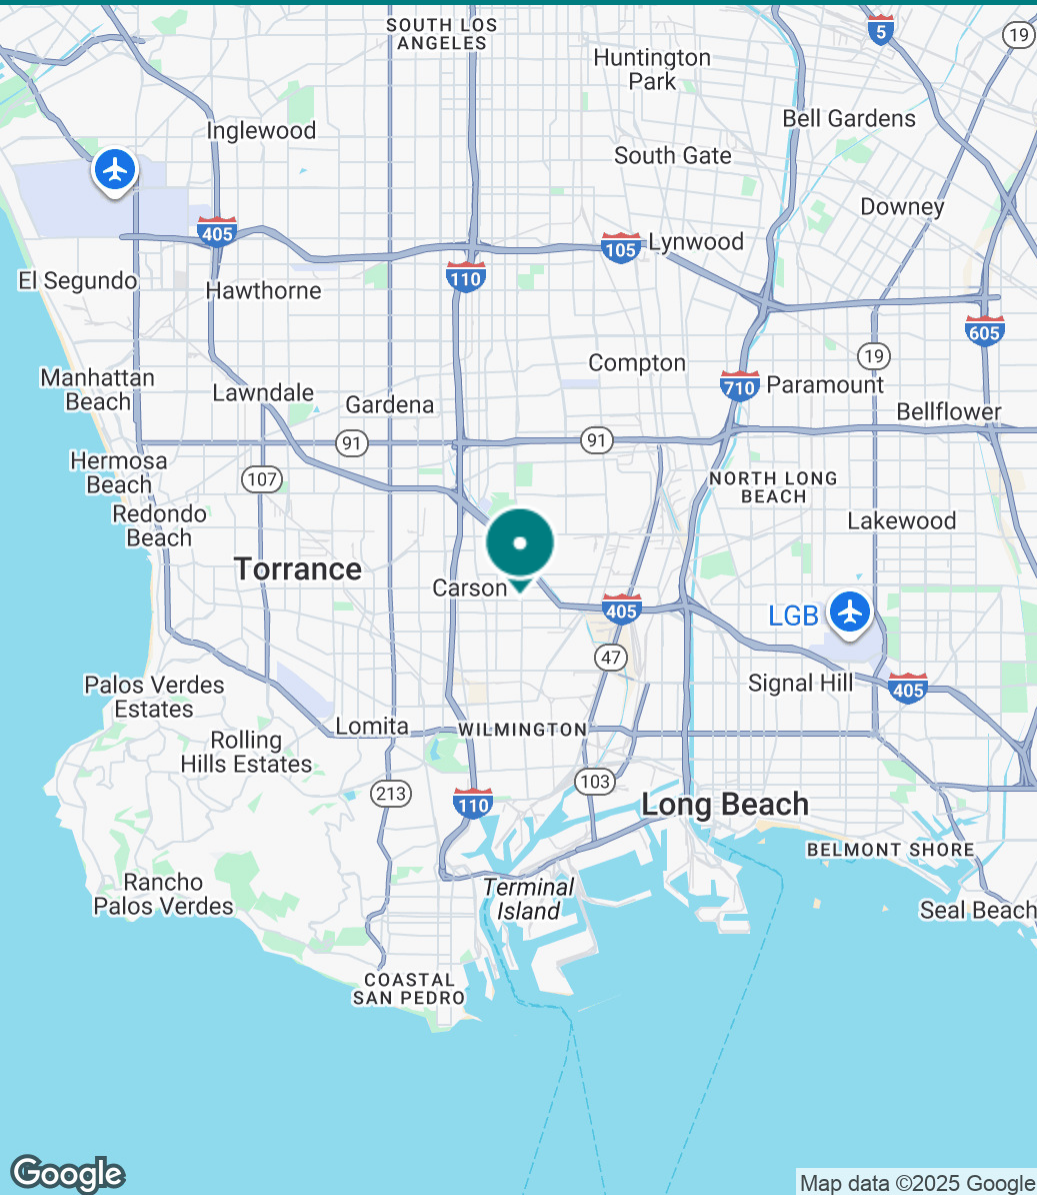 SOUTH LOS
ANGELES
5
19
Huntington
Park
Bell Gardens
Inglewood
South Gate
Downey
405
105
Lynwood
110
El Segundo
Hawthorne
605
19
Compton
Manhattan
Beach
Lawndale
710
Paramount
Gardena
Bellflower
91
91
Hermosa
Beach
107
NORTH LONG
BEACH
Redondo
Beach
Lakewood
Torrance
Carson
405
LGB
47
Palos Verdes
Estates
Signal Hill
405
Lomita
WILMINGTON
Rolling
Hills Estates
213
103
110
Long Beach
BELMONT SHORE
Rancho
Palos Verdes
Terminal
Island
Seal Beach
COASTAL
SAN PEDRO
Google
Map data ©2025 Google